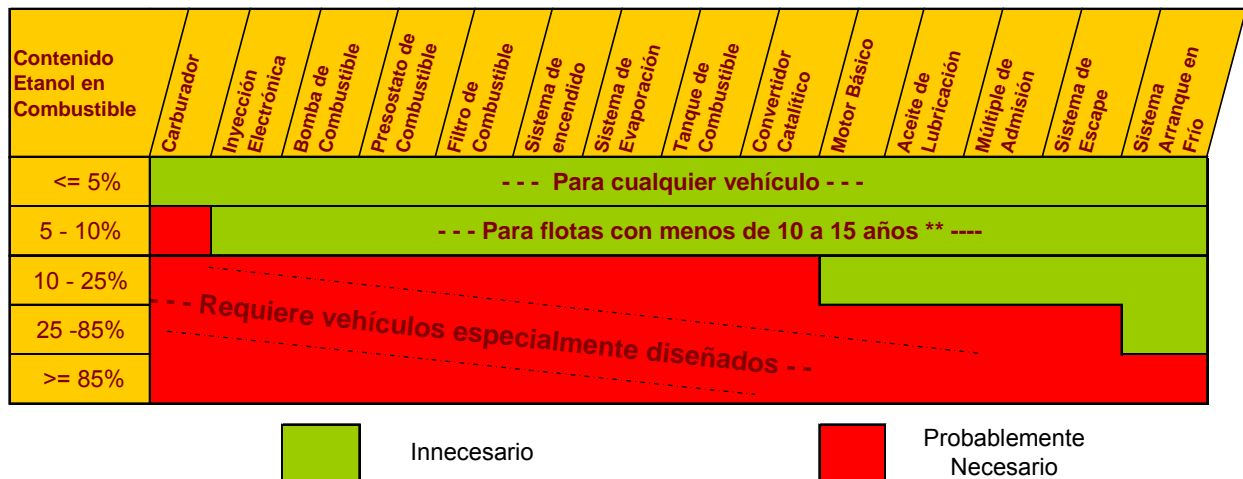 Contenido
Etanol en
Combustible
Carburador
Inyección
Electrónica
Bomba de
Combustible
Presostato de
Combustible
Filtro de
Combustible
Sistema de
encendido
Sistema de
Evaporación
Tanque de
Combustible
Convertidor
Catalítico
Motor Básico
Aceite de
Lubricación
Múltiple de
Admisión
Sistema de
Escape
Sistema
Arranque en
Frío
<= 5%
- - - Para cualquier vehículo - - -
5 - 10%
- - - Para flotas con menos de 10 a 15 años ** ----
10 - 25%
- - - Requiere vehículos especialmente diseñados - -
25 -85%
>= 85%
Innecesario
Probablemente
Necesario